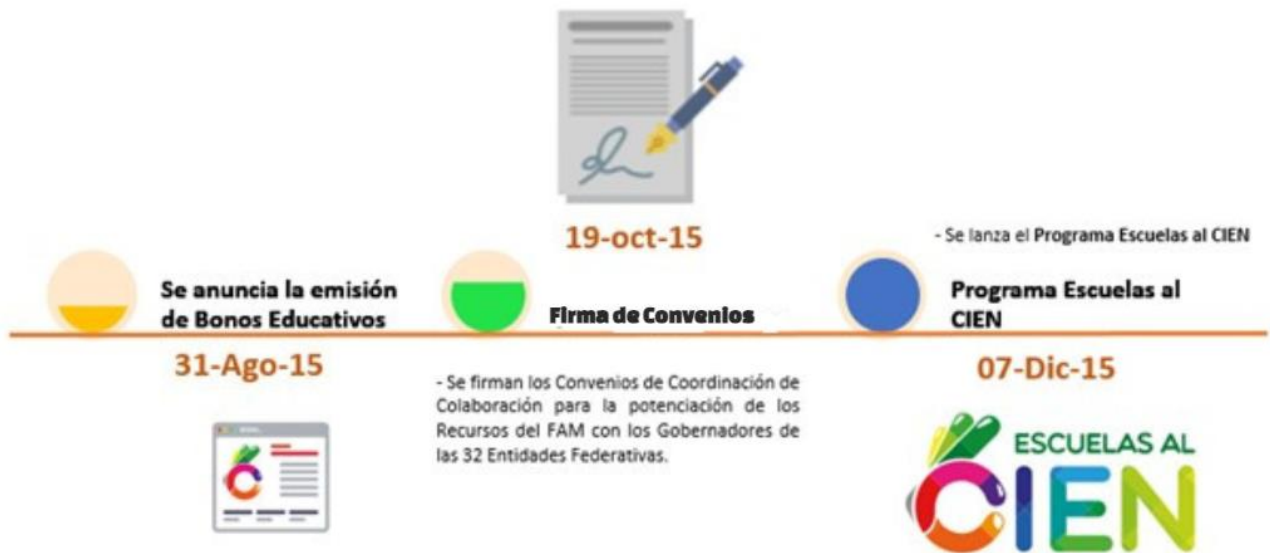 19-oct-15
- Se lanza el Programa Escuelas al CIEN
Se anuncia la emisión
de Bonos Educativos
Firma de Convenios
Programa Escuelas al
CIEN
31-Ago-15
07-Dic-15
- Se firman los Convenios de Coordinación de
Colaboración para la potenciación de los
Recursos del FAM con los Gobernadores de
las 32 Entidades Federativas.
ESCUELAS AL
CIEN